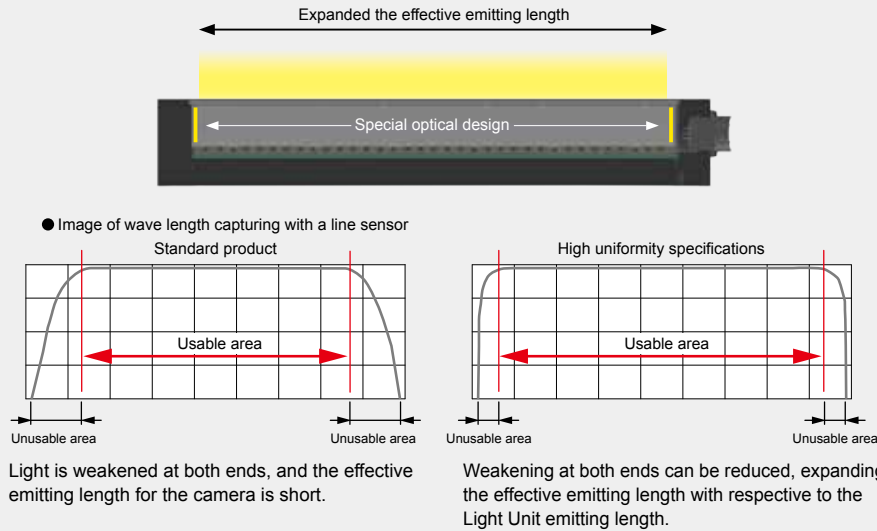 Expanded the effective emitting length
Special optical design
● Image of wave length capturing with a line sensor
Standard product
High uniformity specifications
Usable area
Usable area
Unusable area
Unusable area
Unusable area
Unusable area
Light is weakened at both ends, and the effective
emitting length for the camera is short.
Weakening at both ends can be reduced, expanding
the effective emitting length with respective to the
Light Unit emitting length.